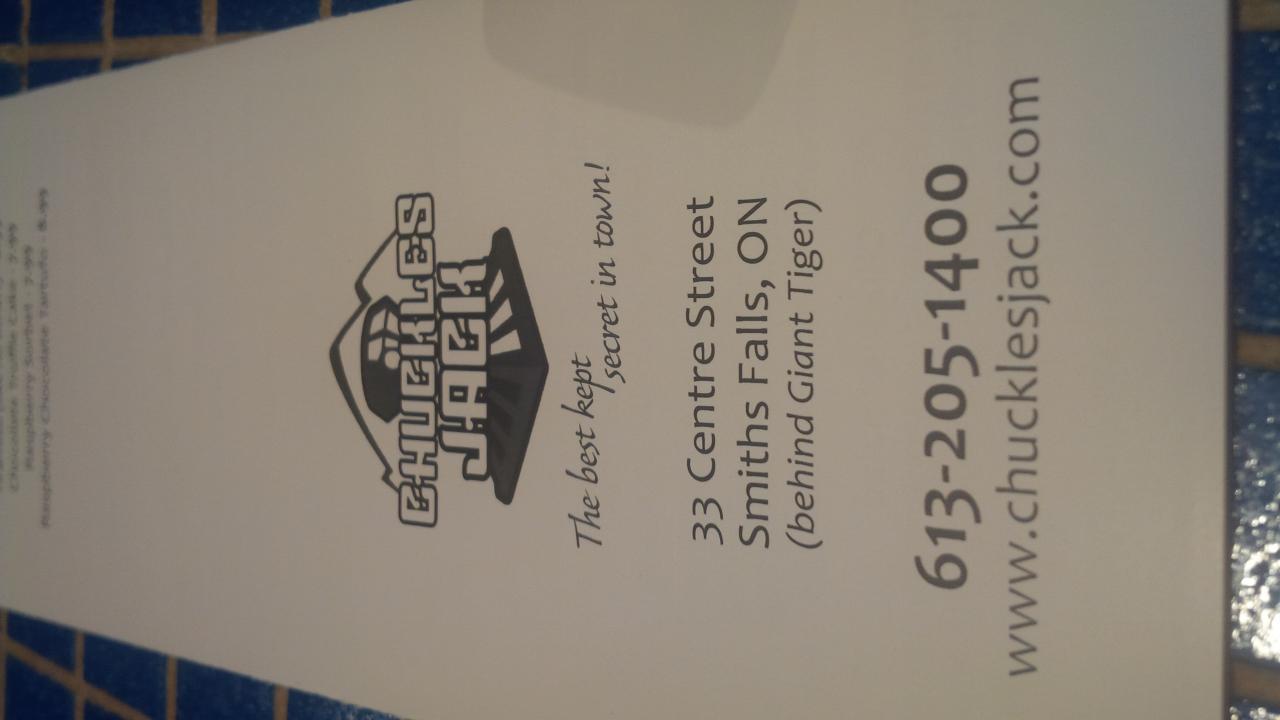 Chocolate Truffle Cake - 7.99
Raspberry Sorbet - 7.99
Raspberry Chocolate Tartufo - 8.99
CHUCKLES
JACK
The best kept
secret in town!
33 Centre Street
Smiths Falls, ON
(behind Giant Tiger)
613-205-1400
www.chucklesjack.com